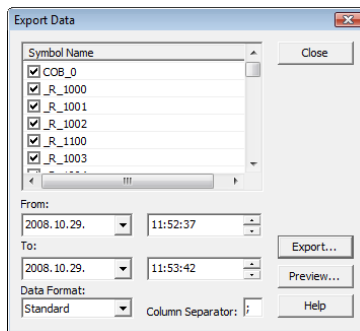 Export Data
Symbol Name
Close
COB_0
_R_1000
_R_1001
_R_1002
_R_1100
_R_1003
From:
2008.10.29. 11:52:37
To:
2008.10.29. 11:53:42
Export...
Preview...
Data Format:
Standard Column Separator: ;
Help